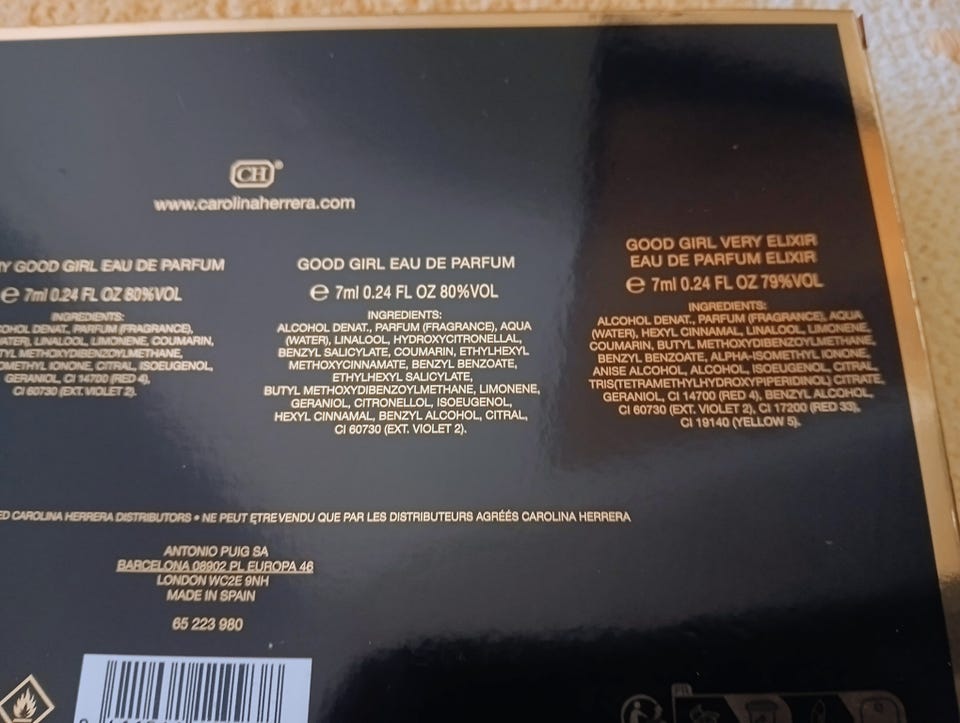 CH®
www.carolinaherrera.com
Y GOOD GIRL EAU DE PARFUM
e 7ml 0.24 FL OZ 80%VOL
INGREDIENTS:
OHOL DENAT., PARFUM (FRAGRANCE),
ATER), LINALOOL, LIMONENE, COUMARIN,
TYL METHOXYDIBENZOYLMETHANE,
OMETHYL IONONE, CITRAL, ISOEUGENOL,
GERANIOL, CI 14700 (RED 4),
CI 60730 (EXT. VIOLET 2).
GOOD GIRL EAU DE PARFUM
e 7ml 0.24 FL OZ 80%VOL
INGREDIENTS:
ALCOHOL DENAT., PARFUM (FRAGRANCE), AQUA
(WATER), LINALOOL, HYDROXYCITRONELLAL,
BENZYL SALICYLATE, COUMARIN, ETHYLHEXYL
METHOXYCINNAMATE, BENZYL BENZOATE,
ETHYLHEXYL SALICYLATE,
BUTYL METHOXYDIBENZOYLMETHANE, LIMONENE,
GERANIOL, CITRONELLOL, ISOEUGENOL,
HEXYL CINNAMAL, BENZYL ALCOHOL, CITRAL,
CI 60730 (EXT. VIOLET 2).
GOOD GIRL VERY ELIXIR
EAU DE PARFUM ELIXIR
e 7ml 0.24 FL OZ 79%VOL
INGREDIENTS:
ALCOHOL DENAT., PARFUM (FRAGRANCE), AQUA
(WATER), HEXYL CINNAMAL, LINALOOL, LIMONENE,
COUMARIN, BUTYL METHOXYDIBENZOYLMETHANE,
BENZYL BENZOATE, ALPHA-ISOMETHYL IONONE,
ANISE ALCOHOL, ALCOHOL, ISOEUGENOL, CITRAL,
TRIS(TETRAMETHYLHYDROXYPIPERIDINOL) CITRATE,
GERANIOL, CI 14700 (RED 4), BENZYL ALCOHOL,
CI 60730 (EXT. VIOLET 2), CI 17200 (RED 33),
CI 19140 (YELLOW 5).
ED CAROLINA HERRERA DISTRIBUTORS • NE PEUT ÊTRE VENDU QUE PAR LES DISTRIBUTEURS AGRÉÉS CAROLINA HERRERA
ANTONIO PUIG SA
BARCELONA 08902 PL EUROPA 46
LONDON WC2E 9NH
MADE IN SPAIN
65 223 980